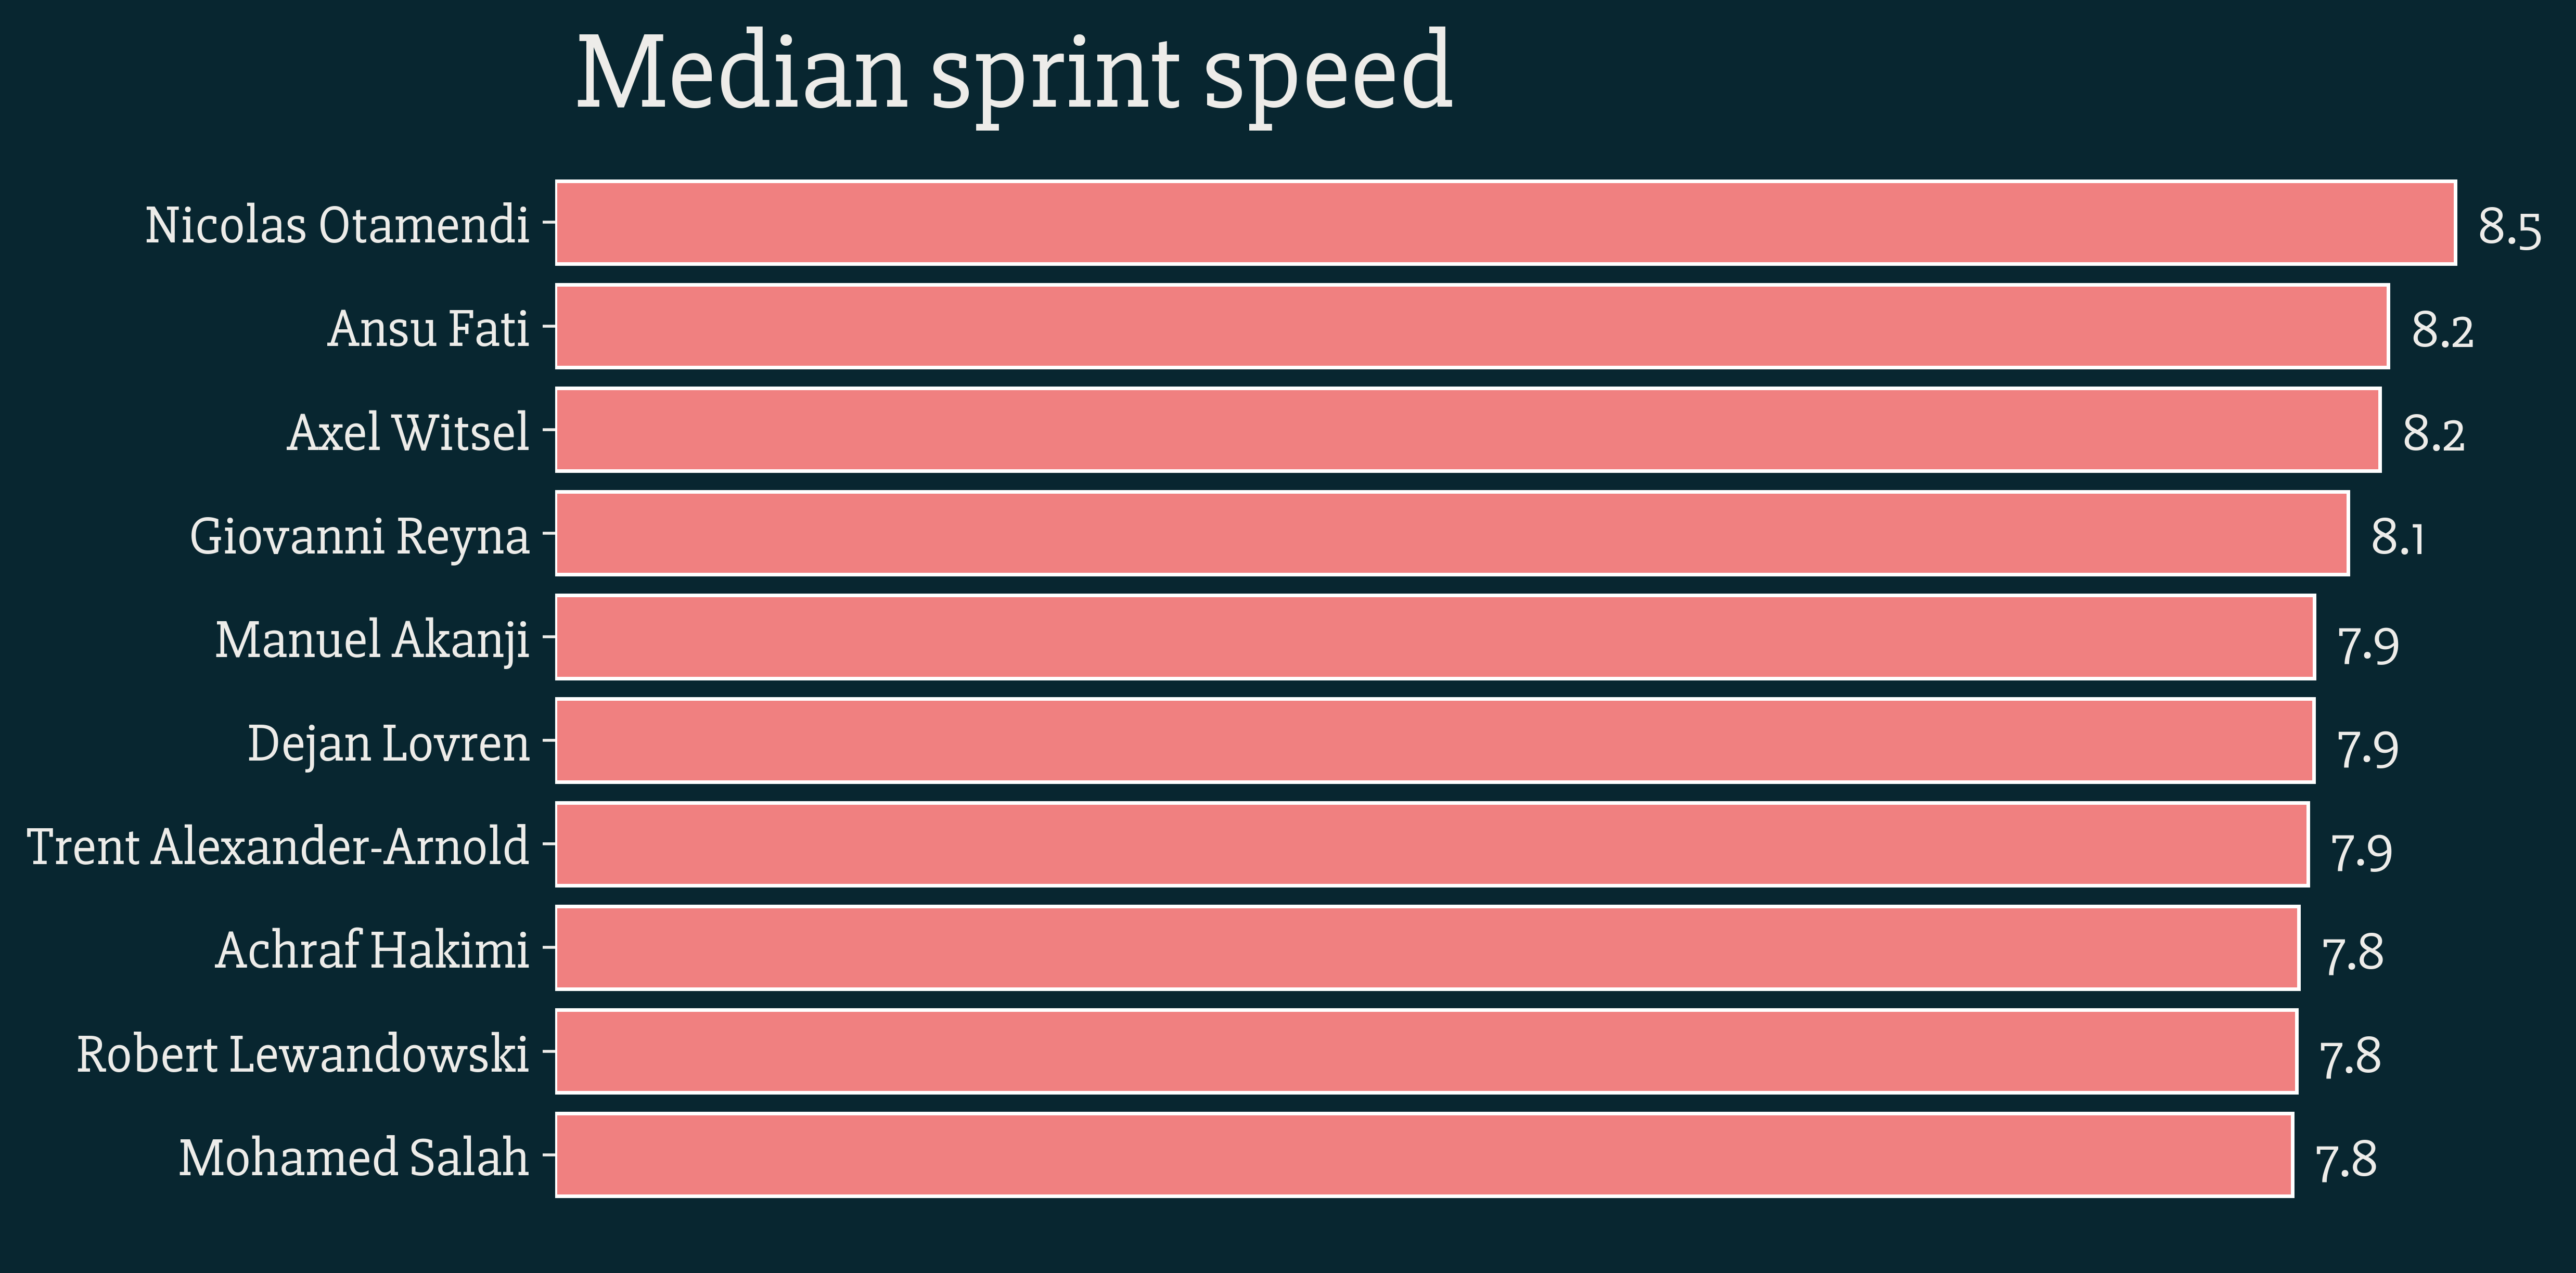 Median sprint speed
Nicolas Otamendi 8.5
Ansu Fati 8.2
Axel Witsel 8.2
Giovanni Reyna 8.1
Manuel Akanji 7.9
Dejan Lovren 7.9
Trent Alexander-Arnold 7.9
Achraf Hakimi 7.8
Robert Lewandowski 7.8
Mohamed Salah 7.8